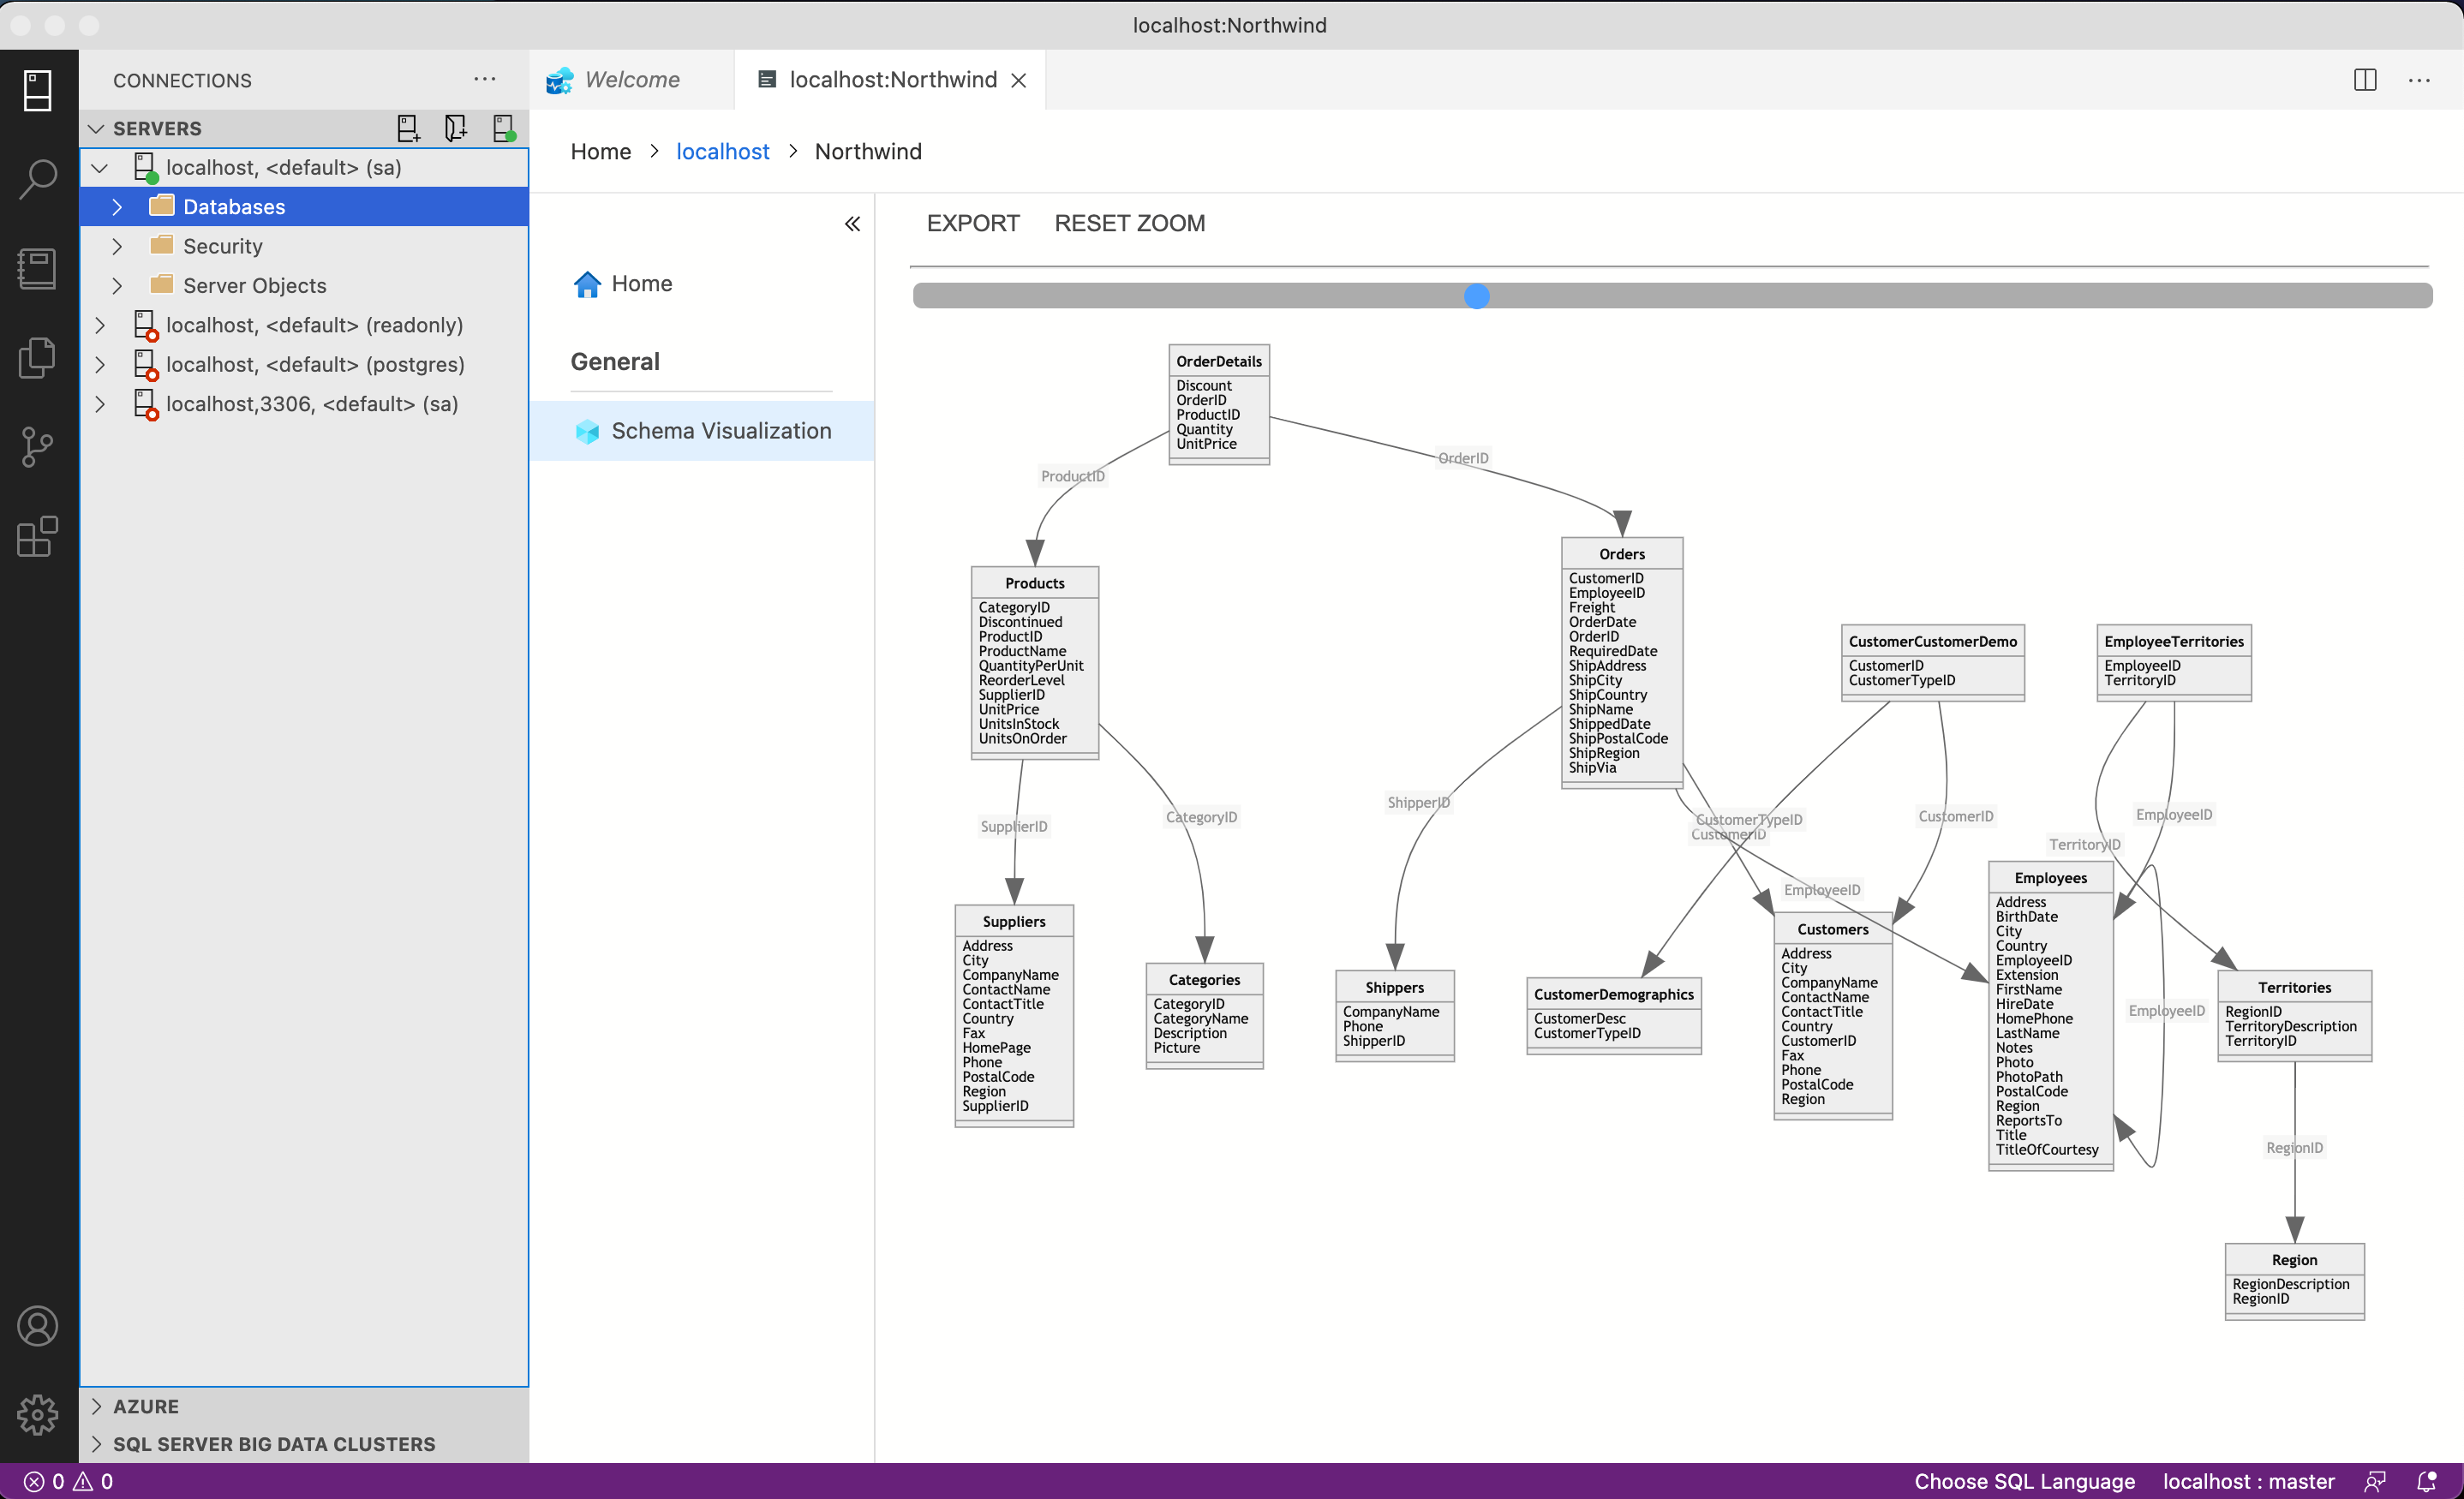 localhost:Northwind
CONNECTIONS
SERVERS
localhost, <default> (sa)
Databases
Security
Server Objects
localhost, <default> (readonly)
localhost, <default> (postgres)
localhost,3306, <default> (sa)
AZURE
SQL SERVER BIG DATA CLUSTERS
Welcome
localhost:Northwind
Home > localhost > Northwind
Home
General
Schema Visualization
EXPORT RESET ZOOM
OrderDetails
Discount
OrderID
ProductID
Quantity
UnitPrice
ProductID
OrderID
Products
CategoryID
Discontinued
ProductID
ProductName
QuantityPerUnit
ReorderLevel
SupplierID
UnitPrice
UnitsInStock
UnitsOnOrder
Orders
CustomerID
EmployeeID
Freight
OrderDate
OrderID
RequiredDate
ShipAddress
ShipCity
ShipCountry
ShipName
ShippedDate
ShipPostalCode
ShipRegion
ShipVia
CustomerCustomerDemo
CustomerID
CustomerTypeID
EmployeeTerritories
EmployeeID
TerritoryID
SupplierID
CategoryID
ShipperID
CustomerTypeID
CustomerID
CustomerID
EmployeeID
TerritoryID
EmployeeID
Suppliers
Address
City
CompanyName
ContactName
ContactTitle
Country
Fax
HomePage
Phone
PostalCode
Region
SupplierID
Categories
CategoryID
CategoryName
Description
Picture
Shippers
CompanyName
Phone
ShipperID
CustomerDemographics
CustomerDesc
CustomerTypeID
Customers
Address
City
CompanyName
ContactName
ContactTitle
Country
CustomerID
Fax
Phone
PostalCode
Region
Employees
Address
BirthDate
City
Country
EmployeeID
Extension
FirstName
HireDate
HomePhone
LastName
Notes
Photo
PhotoPath
PostalCode
Region
ReportsTo
Title
TitleOfCourtesy
EmployeeID
Territories
RegionID
TerritoryDescription
TerritoryID
RegionID
Region
RegionDescription
RegionID
0 0
Choose SQL Language
localhost : master